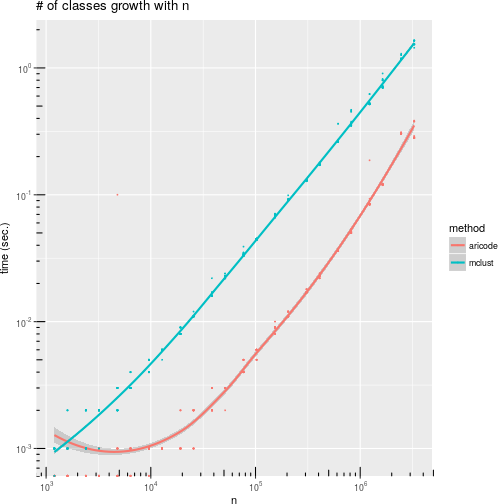 # of classes growth with n
time (sec.)
10⁰
10⁻¹
10⁻²
10⁻³
10³
10⁴
10⁵
10⁶
n
method
aricode
mclust